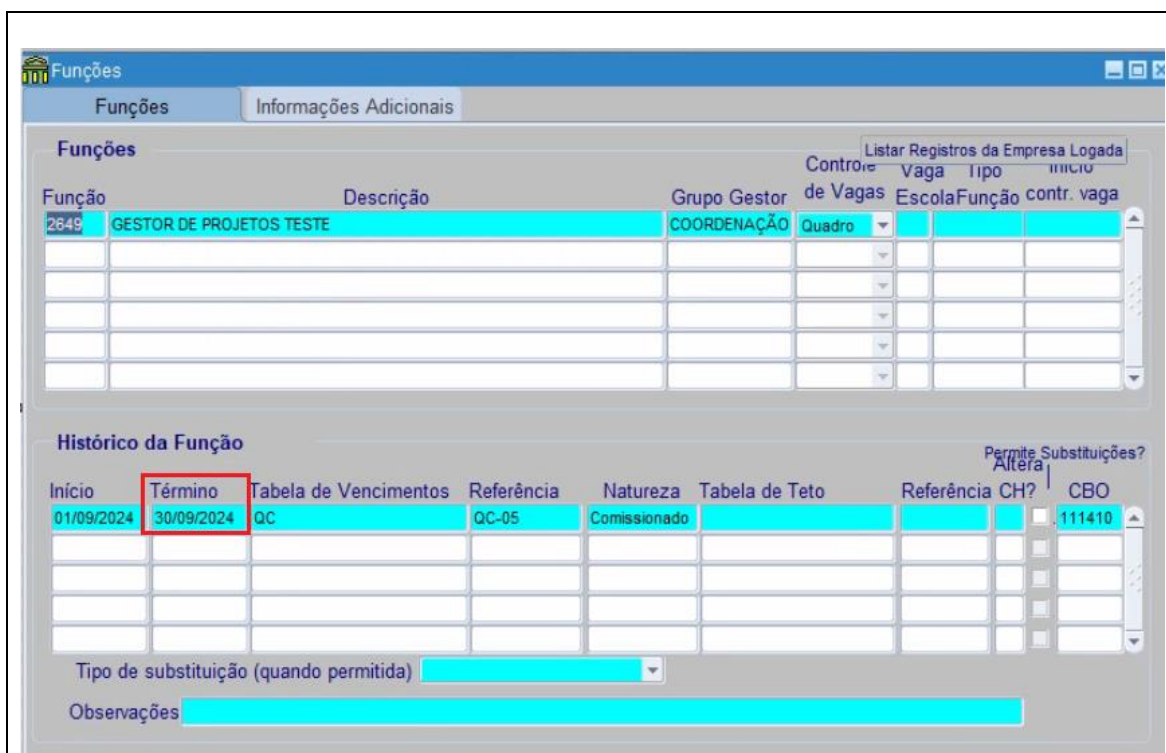 Funções
Funções Informações Adicionais
Funções
Listar Registros da Empresa Logada
Função Descrição Grupo Gestor Controle de Vagas Vaga Escola Tipo Função Início contr. vaga
2649 GESTOR DE PROJETOS TESTE COORDENAÇÃO Quadro
Histórico da Função
Permite Substituições?
Início Término Tabela de Vencimentos Referência Natureza Tabela de Teto Referência Altera CH? CBO
01/09/2024 30/09/2024 QC QC-05 Comissionado 111410
Tipo de substituição (quando permitida)
Observações